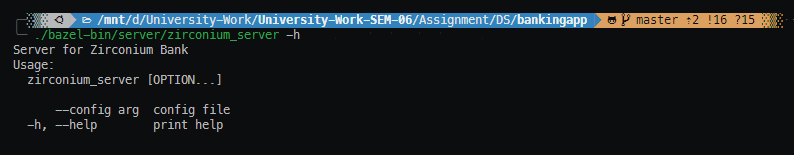 /mnt/d/University-Work/University-Work-SEM-06/Assignment/DS/bankingapp master ⇡2 !16 ?15
./bazel-bin/server/zirconium_server -h
Server for Zirconium Bank
Usage:
  zirconium_server [OPTION...]

      --config arg  config file
  -h, --help        print help